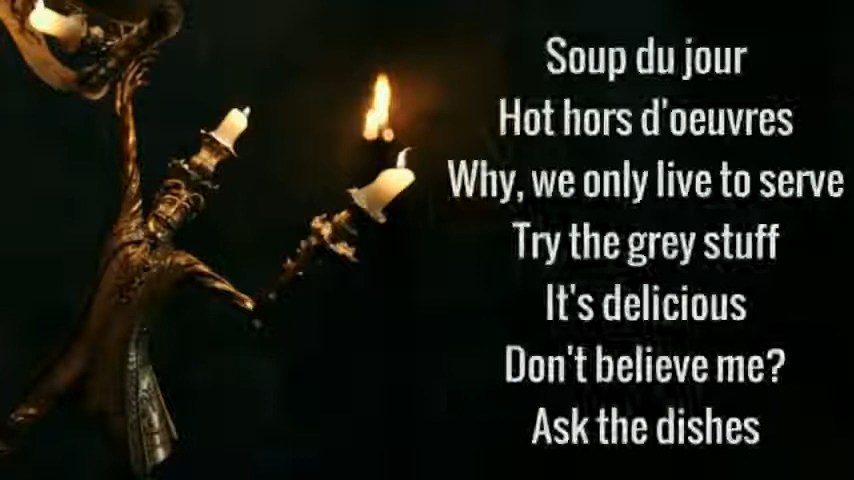 Soup du jour
Hot hors d'oeuvres
Why, we only live to serve
Try the grey stuff
It's delicious
Don't believe me?
Ask the dishes